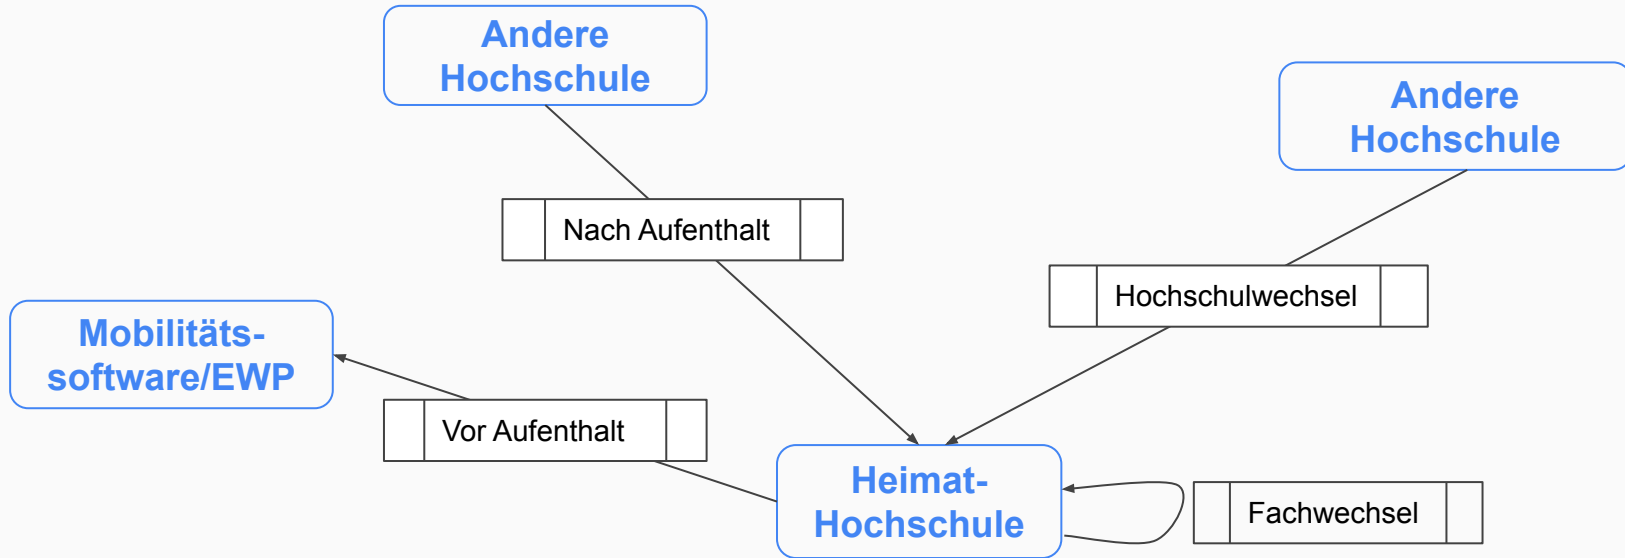 Andere
Hochschule
Andere
Hochschule
Nach Aufenthalt
Hochschulwechsel
Mobilitäts-
software/EWP
Vor Aufenthalt
Heimat-
Hochschule
Fachwechsel